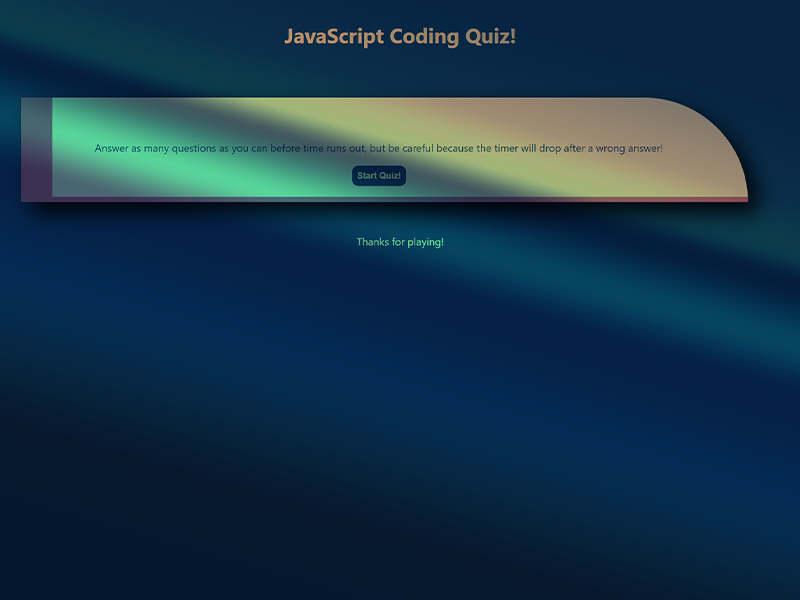 JavaScript Coding Quiz!
Answer as many questions as you can before time runs out, but be careful because the timer will drop after a wrong answer!
Start Quiz!
Thanks for playing!